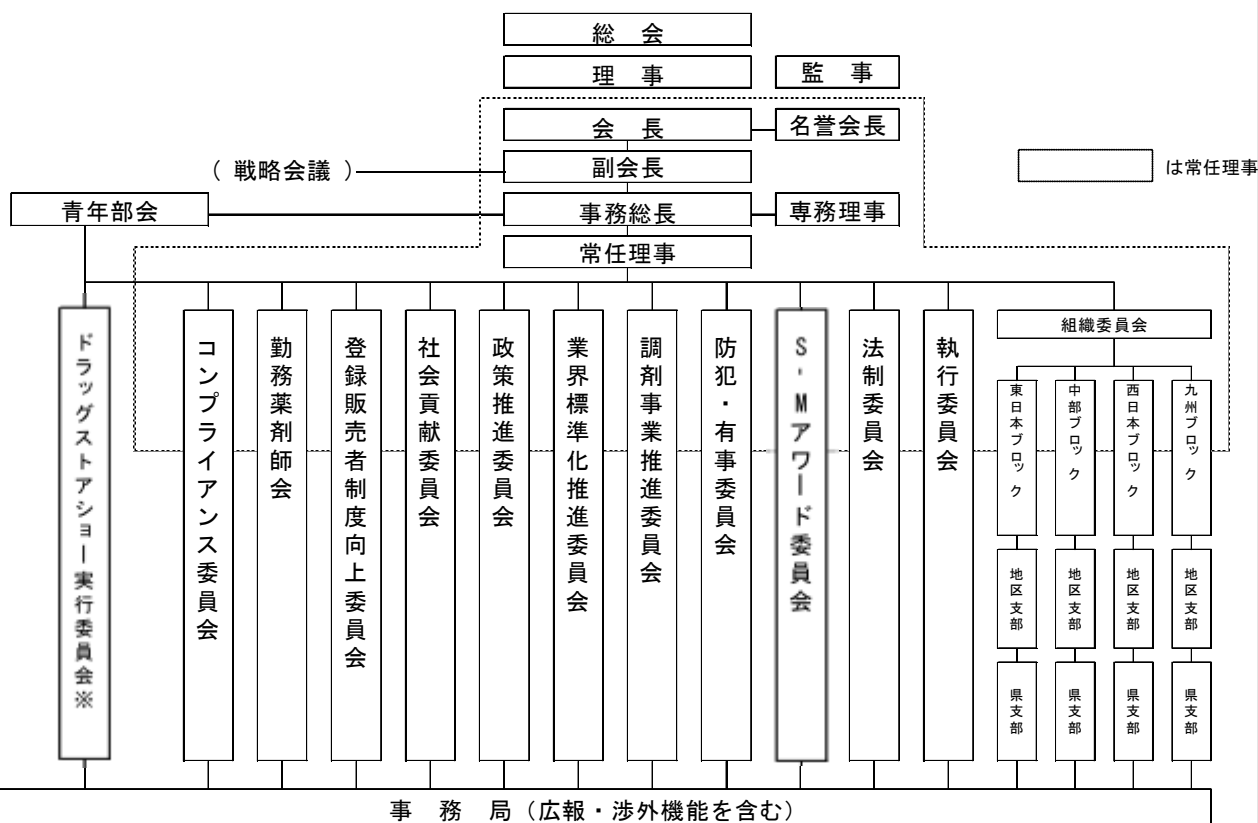 総　会
理　事
監　事
会　長
名誉会長
（ 戦略会議 ）
副会長
は常任理事
青年部会
事務総長
専務理事
常任理事
ドラッグストアショー実行委員会※
コンプライアンス委員会
勤務薬剤師会
登録販売者制度向上委員会
社会貢献委員会
政策推進委員会
業界標準化推進委員会
調剤事業推進委員会
防犯・有事委員会
S・Mアワード委員会
法制委員会
執行委員会
組織委員会
東日本ブロック
中部ブロック
西日本ブロック
九州ブロック
地区支部
地区支部
地区支部
地区支部
県支部
県支部
県支部
県支部
事　務　局（広報・渉外機能を含む）